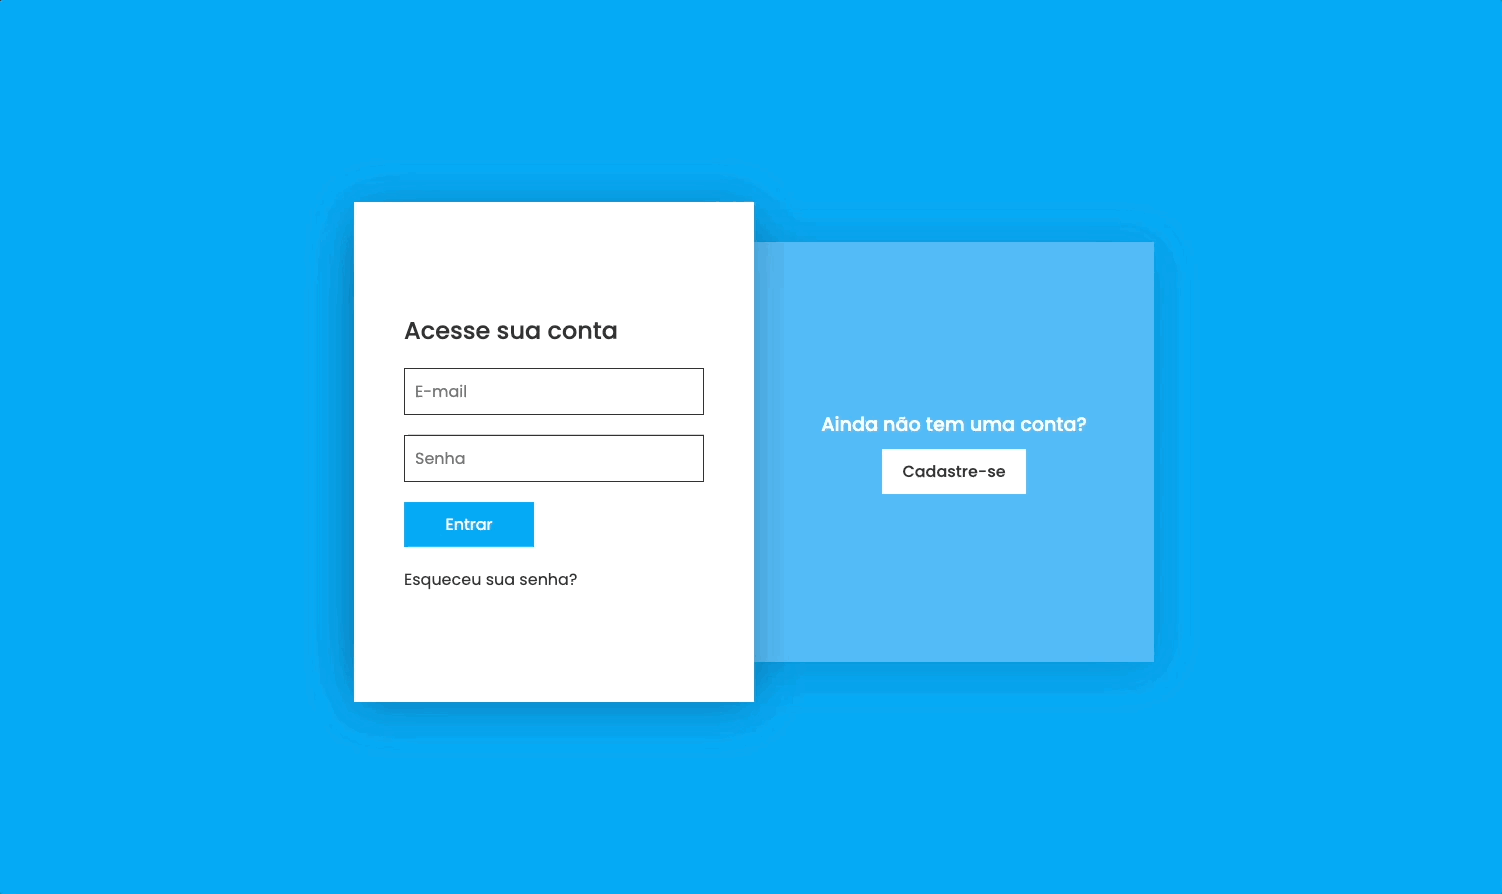 Acesse sua conta
E-mail
Senha
Entrar
Esqueceu sua senha?
Ainda não tem uma conta?
Cadastre-se